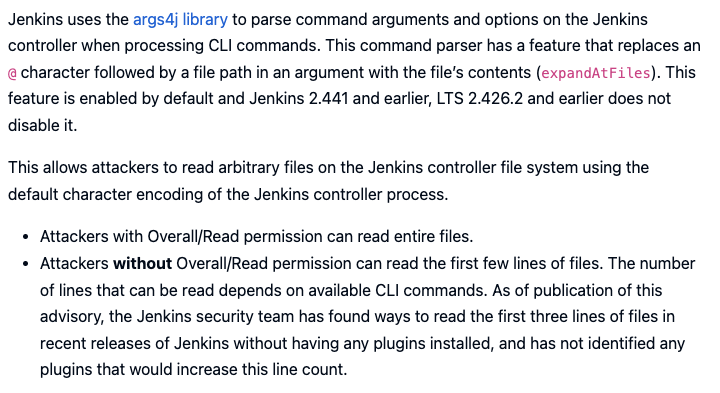 Jenkins uses the args4j library to parse command arguments and options on the Jenkins
controller when processing CLI commands. This command parser has a feature that replaces an
@ character followed by a file path in an argument with the file’s contents (expandAtFiles). This
feature is enabled by default and Jenkins 2.441 and earlier, LTS 2.426.2 and earlier does not
disable it.
This allows attackers to read arbitrary files on the Jenkins controller file system using the
default character encoding of the Jenkins controller process.
• Attackers with Overall/Read permission can read entire files.
• Attackers without Overall/Read permission can read the first few lines of files. The number
of lines that can be read depends on available CLI commands. As of publication of this
advisory, the Jenkins security team has found ways to read the first three lines of files in
recent releases of Jenkins without having any plugins installed, and has not identified any
plugins that would increase this line count.